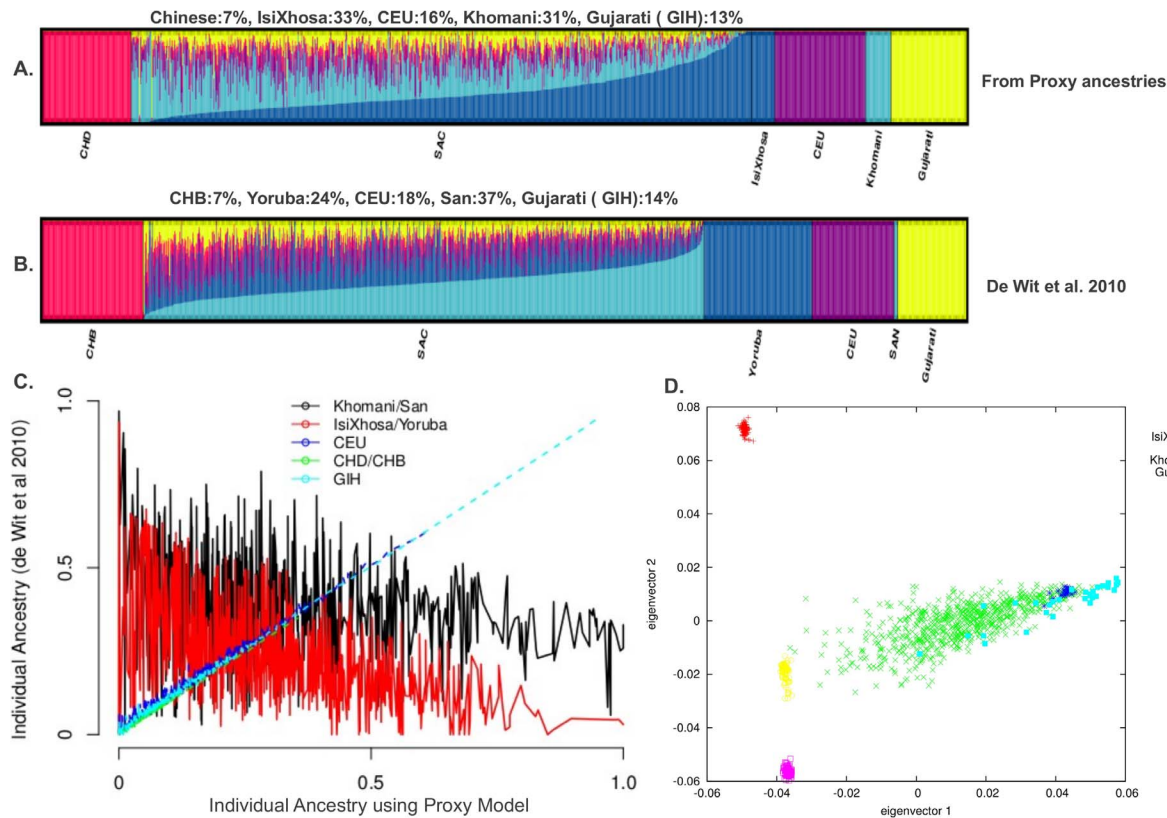 Chinese:7%, IsiXhosa:33%, CEU:16%, Khomani:31%, Gujarati ( GIH):13%
A.
From Proxy ancestries
CHD
SAC
IsiXhosa
CEU
Khomani
Gujarati
CHB:7%, Yoruba:24%, CEU:18%, San:37%, Gujarati ( GIH):14%
B.
De Wit et al. 2010
CHB
SAC
Yoruba
CEU
SAN
Gujarati
C.
Individual Ancestry (de Wit et al 2010)
1.0
0.5
0
Khomani/San
IsiXhosa/Yoruba
CEU
CHD/CHB
GIH
0
0.5
1.0
Individual Ancestry using Proxy Model
D.
eigenvector 2
0.08
0.06
0.04
0.02
0
-0.02
-0.04
-0.06
-0.06
-0.04
-0.02
0
0.02
0.04
0.06
eigenvector 1
IsiX
Kho
Gu